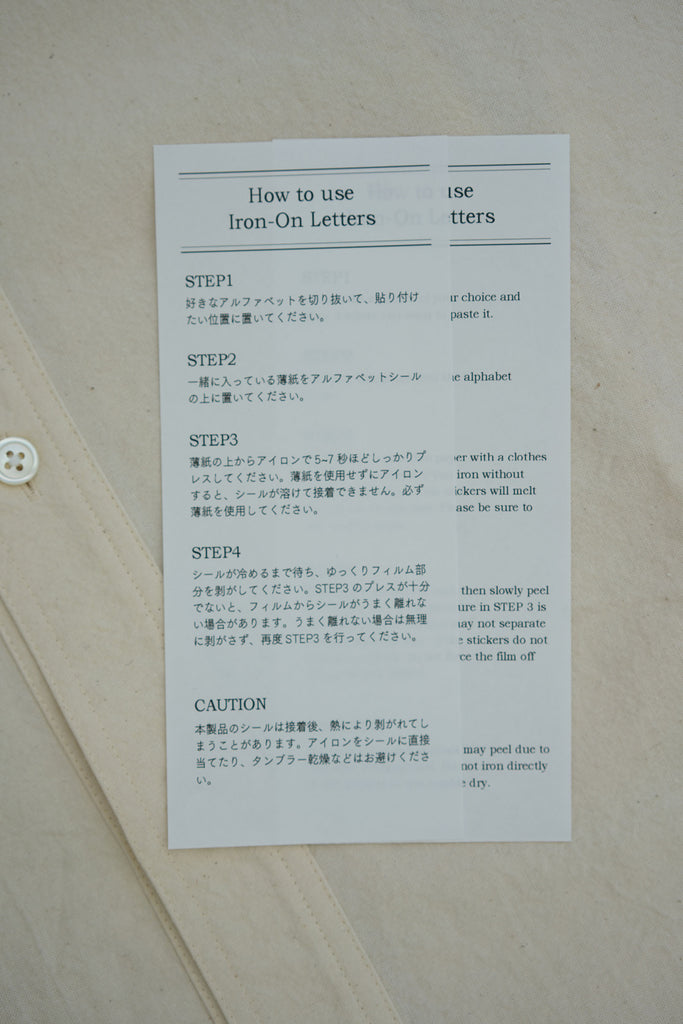 How to use
Iron-On Letters
STEP1
好きなアルファベットを切り抜いて、貼り付け
たい位置に置いてください。
STEP2
一緒に入っている薄紙をアルファベットシール
の上に置いてください。
STEP3
薄紙の上からアイロンで5~7秒ほどしっかりプ
レスしてください。薄紙を使用せずにアイロン
すると、シールが溶けて接着できません。必ず
薄紙を使用してください。
STEP4
シールが冷めるまで待ち、ゆっくりフィルム部
分を剥がしてください。STEP3のプレスが十分
でないと、フィルムからシールがうまく離れな
い場合があります。うまく離れない場合は無理
に剥がさず、再度STEP3を行ってください。
CAUTION
本製品のシールは接着後、熱により剥がれてし
まうことがあります。アイロンをシールに直接
当てたり、タンブラー乾燥などはお避けくださ
い。
How to use
On Letters
STEP1
choice and
paste it.
alphabet
with a clothes
iron without
stickers will melt
be sure to
then slowly peel
in STEP 3 is
may not separate
stickers do not
the film off
may peel due to
not iron directly
dry.